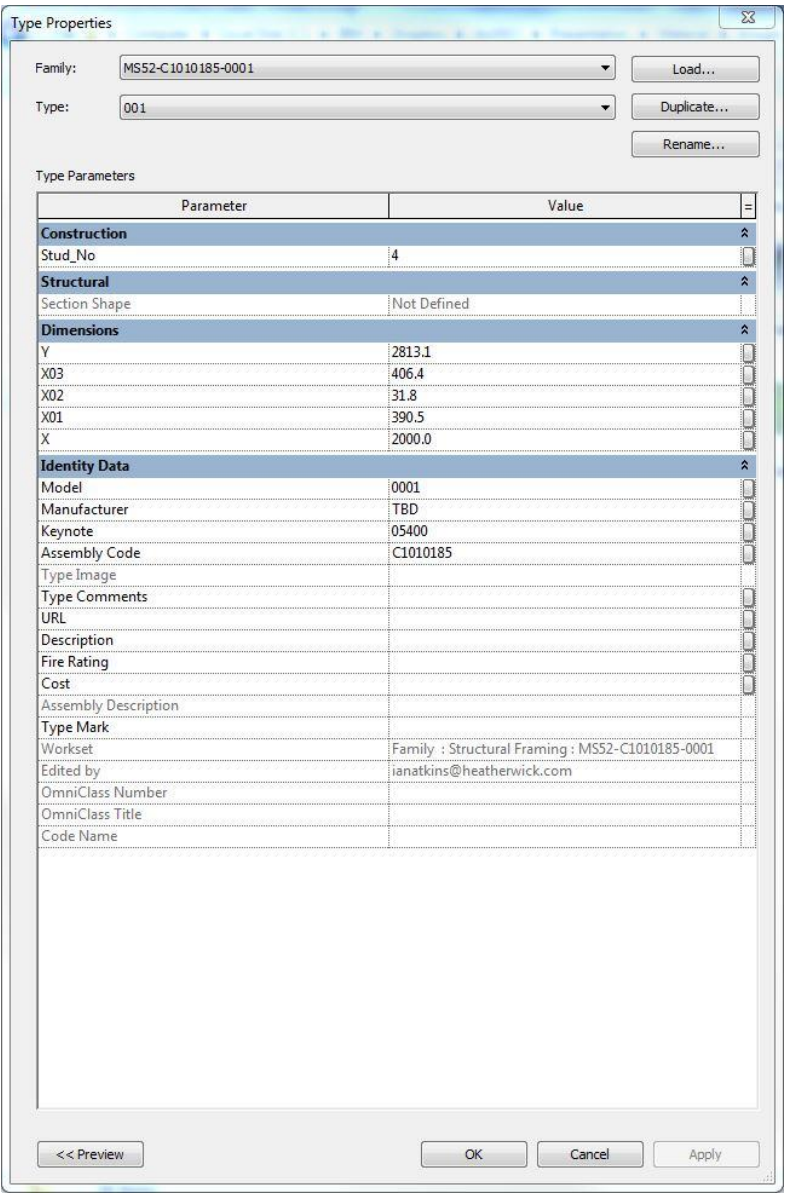 Type Properties
Family: MS52-C1010185-0001 Load...
Type: 001 Duplicate...
Rename...
Type Parameters
Parameter Value =
Construction
Stud_No 4
Structural
Section Shape Not Defined
Dimensions
Y 2813.1
X03 406.4
X02 31.8
X01 390.5
X 2000.0
Identity Data
Model 0001
Manufacturer TBD
Keynote 05400
Assembly Code C1010185
Type Image
Type Comments
URL
Description
Fire Rating
Cost
Assembly Description
Type Mark
Workset Family : Structural Framing : MS52-C1010185-0001
Edited by ianatkins@heatherwick.com
OmniClass Number
OmniClass Title
Code Name
<< Preview OK Cancel Apply